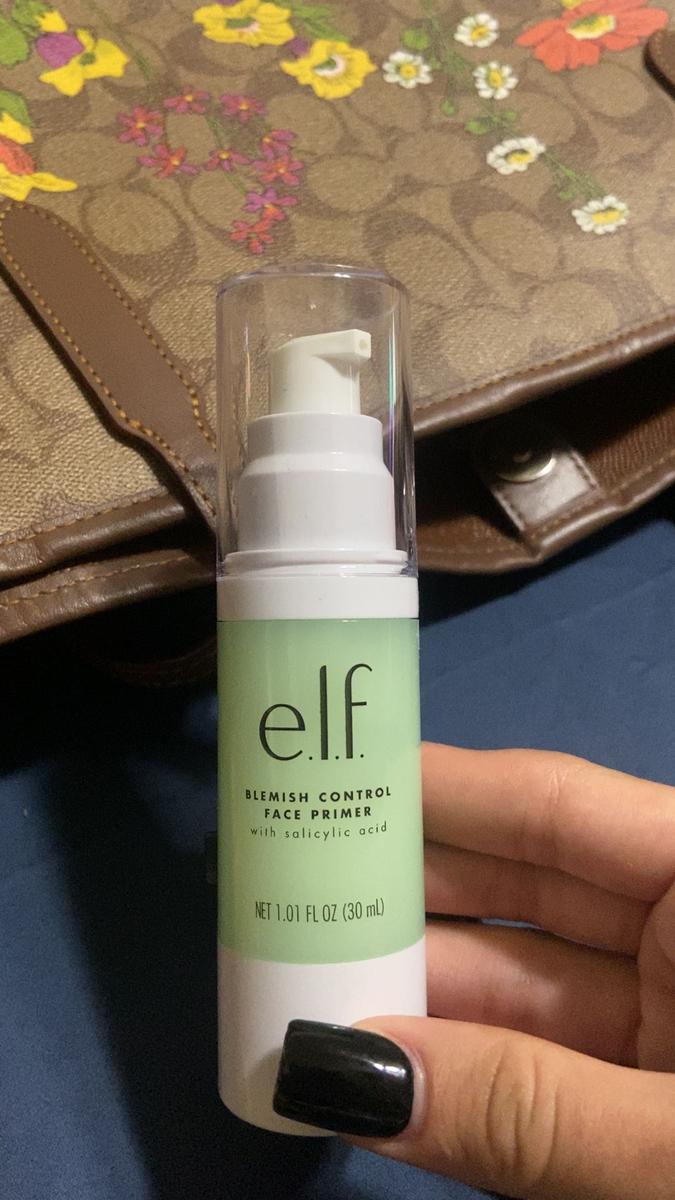 e.l.f.
BLEMISH CONTROL
FACE PRIMER
with salicylic acid
NET 1.01 FL OZ (30 mL)